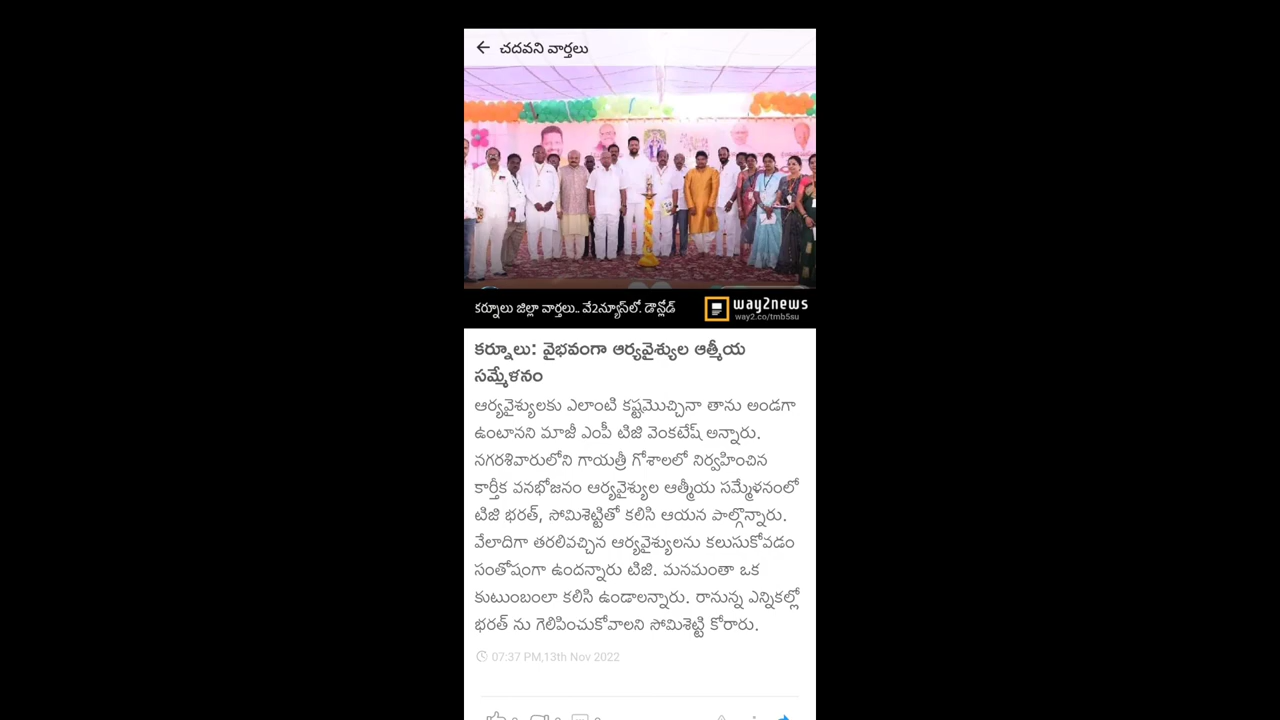 చదవని వార్తలు
కర్నూలు జిల్లా వార్తలు.. వే2న్యూస్‌లో. డౌన్లోడ్
way2news
way2.co/tmb5su
కర్నూలు: వైభవంగా ఆర్యవైశ్యుల ఆత్మీయ
సమ్మేళనం
ఆర్యవైశ్యులకు ఎలాంటి కష్టమొచ్చినా తాను అండగా
ఉంటానని మాజీ ఎంపీ టిజి వెంకటేష్ అన్నారు.
నగరశివారులోని గాయత్రీ గోశాలలో నిర్వహించిన
కార్తీక వనభోజనం ఆర్యవైశ్యుల ఆత్మీయ సమ్మేళనంలో
టిజి భరత్, సోమిశెట్టితో కలిసి ఆయన పాల్గొన్నారు.
వేలాదిగా తరలివచ్చిన ఆర్యవైశ్యులను కలుసుకోవడం
సంతోషంగా ఉందన్నారు టిజి. మనమంతా ఒక
కుటుంబంలా కలిసి ఉండాలన్నారు. రానున్న ఎన్నికల్లో
భరత్ ను గెలిపించుకోవాలని సోమిశెట్టి కోరారు.
07:37 PM,13th Nov 2022